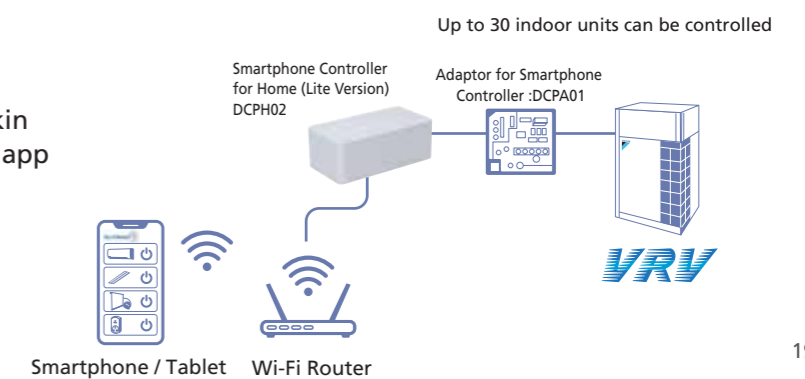 Up to 30 indoor units can be controlled
Smartphone Controller
for Home (Lite Version)
DCPH02
Adaptor for Smartphone
Controller :DCPA01
app
VRV
Smartphone / Tablet
Wi-Fi Router